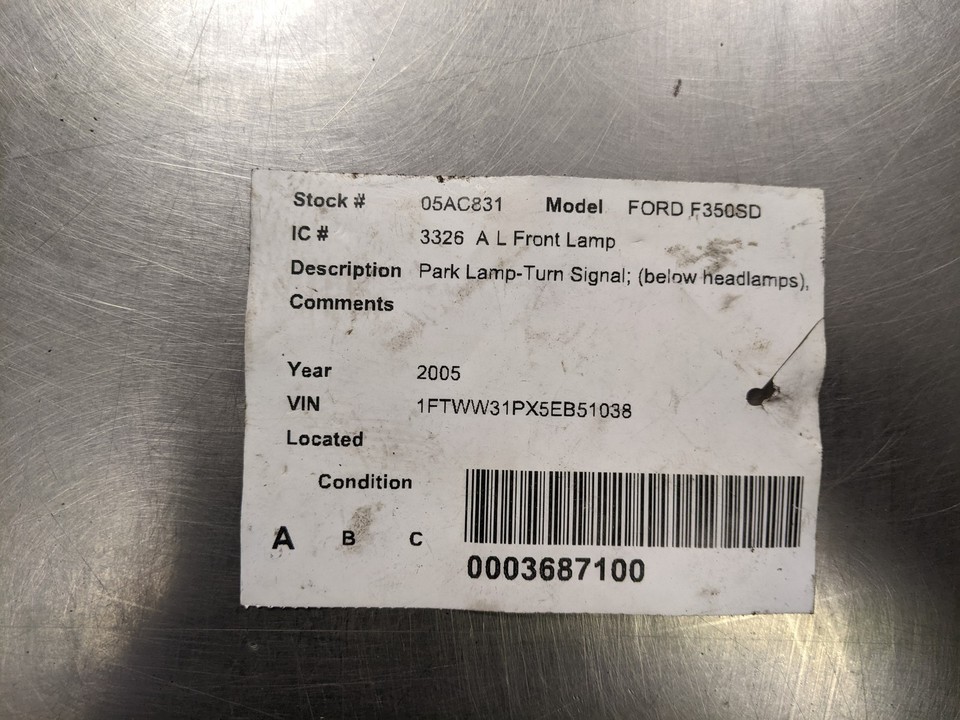 Stock # 05AC831 Model FORD F350SD
IC # 3326 A L Front Lamp
Description Park Lamp-Turn Signal; (below headlamps),
Comments
Year 2005
VIN 1FTWW31PX5EB51038
Located
Condition
A B C
0003687100